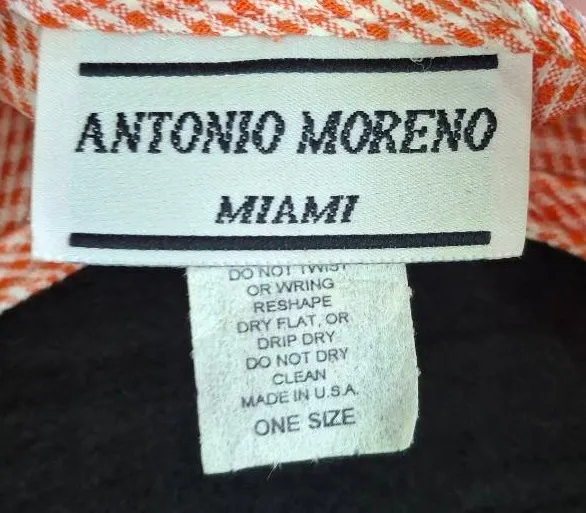 ANTONIO MORENO
MIAMI
DO NOT TWIST
OR WRING
RESHAPE
DRY FLAT, OR
DRIP DRY
DO NOT DRY
CLEAN
MADE IN U.S.A.
ONE SIZE